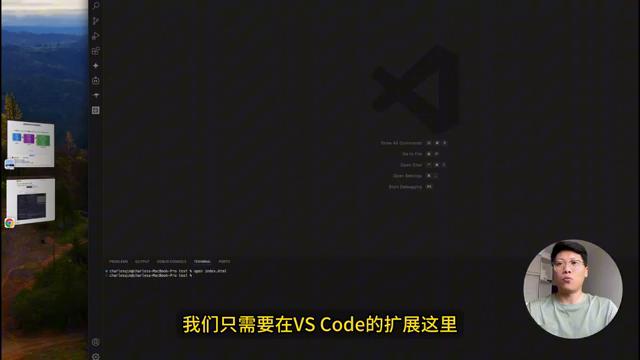 Show All Commands
Go to File
Open Chat
Open Settings
Start Debugging
PROBLEMS OUTPUT DEBUG CONSOLE TERMINAL PORTS
charlesqin@charless-MacBook-Pro test % open index.html
charlesqin@charless-MacBook-Pro test %
我们只需要在VS Code的扩展这里